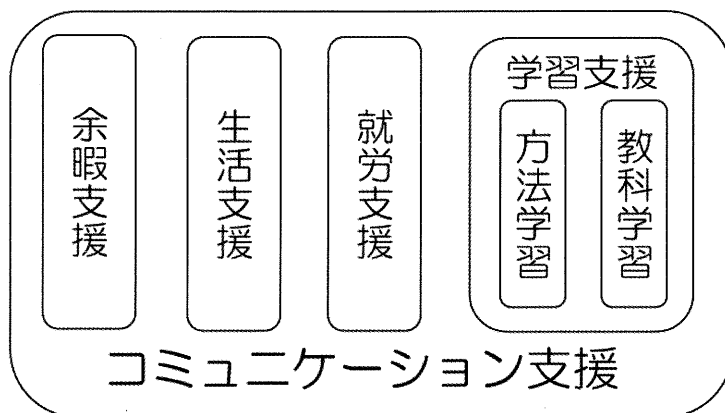 余暇支援
生活支援
就労支援
学習支援
方法学習
教科学習
コミュニケーション支援